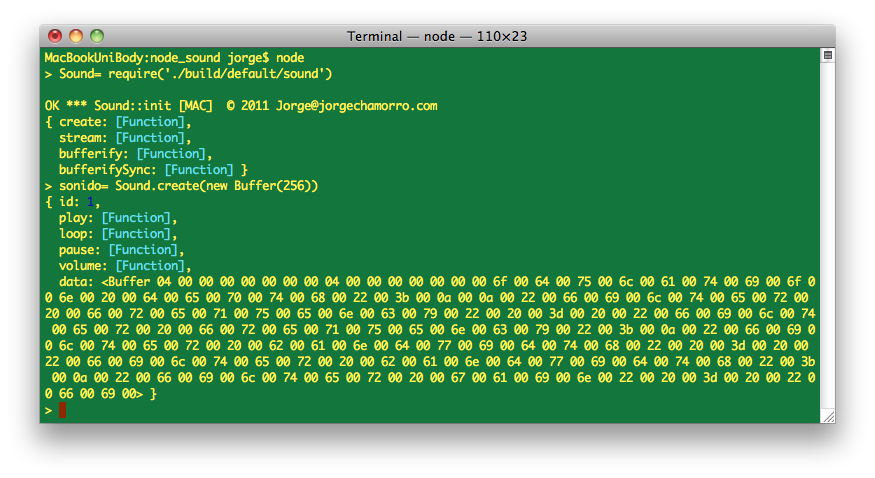 Terminal — node — 110×23
MacBookUniBody:node_sound jorge$ node
> Sound= require('./build/default/sound')
OK *** Sound::init [MAC]  © 2011 Jorge@jorgechamorro.com
{ create: [Function],
  stream: [Function],
  bufferify: [Function],
  bufferifySync: [Function] }
> sonido= Sound.create(new Buffer(256))
{ id: 1,
  play: [Function],
  loop: [Function],
  pause: [Function],
  volume: [Function],
  data: <Buffer 04 00 00 00 00 00 00 00 04 00 00 00 00 00 00 00 6f 00 64 00 75 00 6c 00 61 00 74 00 69 00 6f 0
0 6e 00 20 00 64 00 65 00 70 00 74 00 68 00 22 00 3b 00 0a 00 0a 00 22 00 66 00 69 00 6c 00 74 00 65 00 72 00
20 00 66 00 72 00 65 00 71 00 75 00 65 00 6e 00 63 00 79 00 22 00 20 00 3d 00 20 00 22 00 66 00 69 00 6c 00 74
 00 65 00 72 00 20 00 66 00 72 00 65 00 71 00 75 00 65 00 6e 00 63 00 79 00 22 00 3b 00 0a 00 22 00 66 00 69 0
0 6c 00 74 00 65 00 72 00 20 00 62 00 61 00 6e 00 64 00 77 00 69 00 64 00 74 00 68 00 22 00 20 00 3d 00 20 00
22 00 66 00 69 00 6c 00 74 00 65 00 72 00 20 00 62 00 61 00 6e 00 64 00 77 00 69 00 64 00 74 00 68 00 22 00 3b
 00 0a 00 22 00 66 00 69 00 6c 00 74 00 65 00 72 00 20 00 67 00 61 00 69 00 6e 00 22 00 20 00 3d 00 20 00 22 0
0 66 00 69 00> }
>